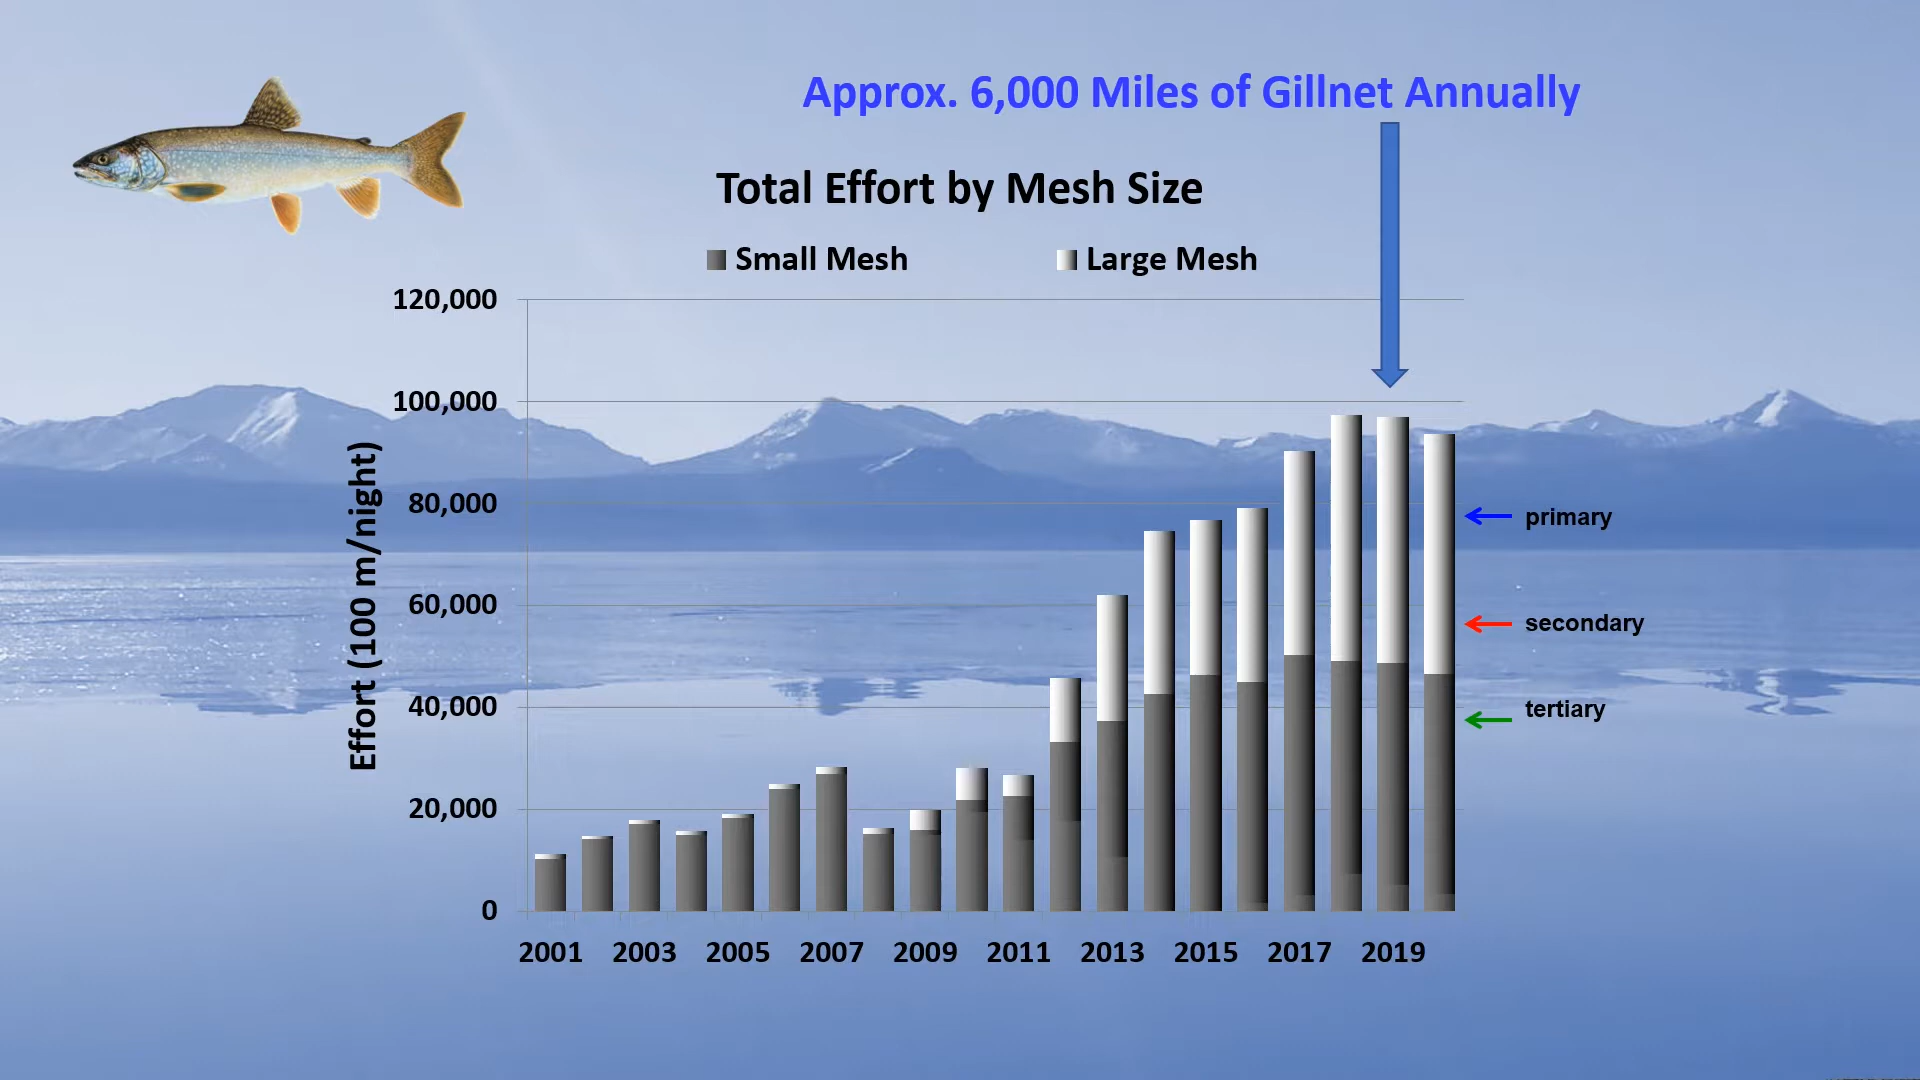 Approx. 6,000 Miles of Gillnet Annually
Total Effort by Mesh Size
Small Mesh
Large Mesh
Effort (100 m/night)
120,000
100,000
80,000
60,000
40,000
20,000
0
primary
secondary
tertiary
2001
2003
2005
2007
2009
2011
2013
2015
2017
2019